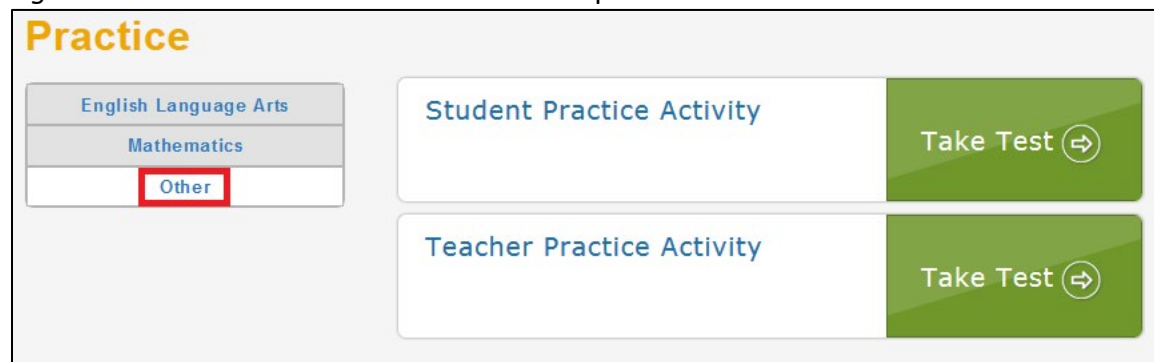 Practice
English Language Arts
Mathematics
Other
Student Practice Activity
Take Test
Teacher Practice Activity
Take Test